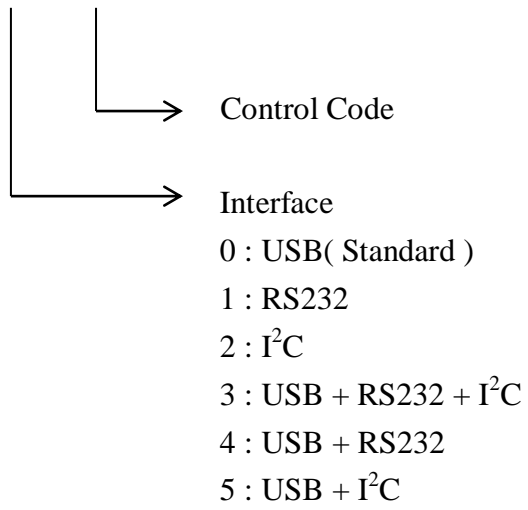 Control Code
Interface
0 : USB( Standard )
1 : RS232
2 : I²C
3 : USB + RS232 + I²C
4 : USB + RS232
5 : USB + I²C